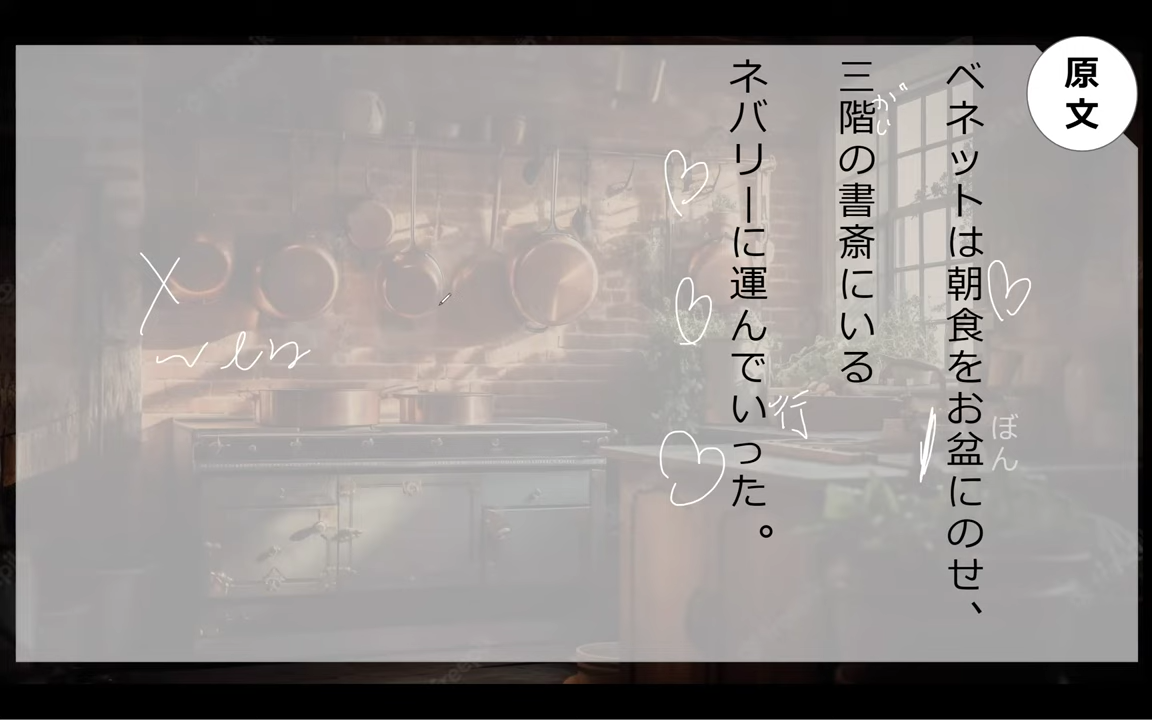 原文
ベネットは朝食をお盆にのせ、
ぼん
三階の書斎にいる
がい
ネバリーに運んでいった。
行